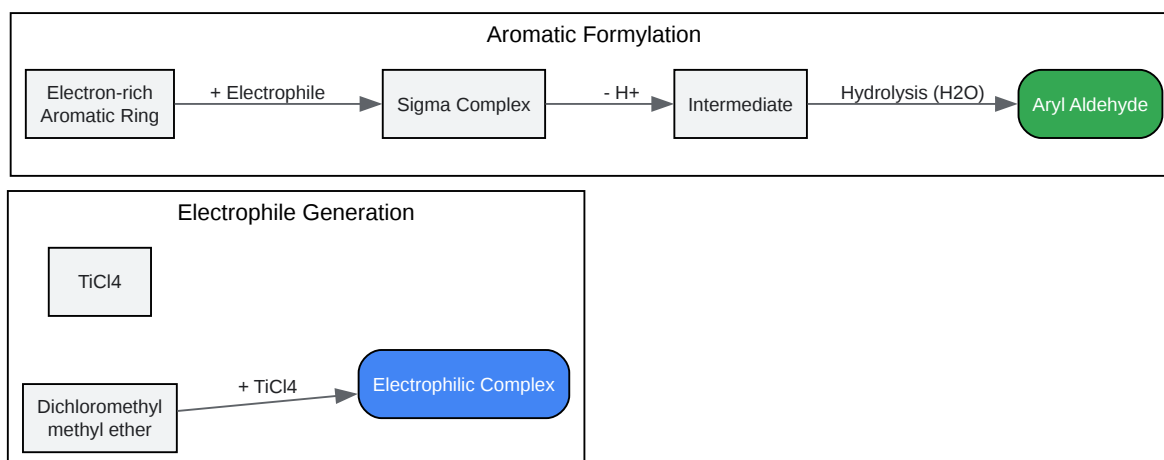 Aromatic Formylation
Electron-rich
Aromatic Ring
+ Electrophile
Sigma Complex
- H+
Intermediate
Hydrolysis (H2O)
Aryl Aldehyde
Electrophile Generation
TiCl4
Dichloromethyl
methyl ether
+ TiCl4
Electrophilic Complex